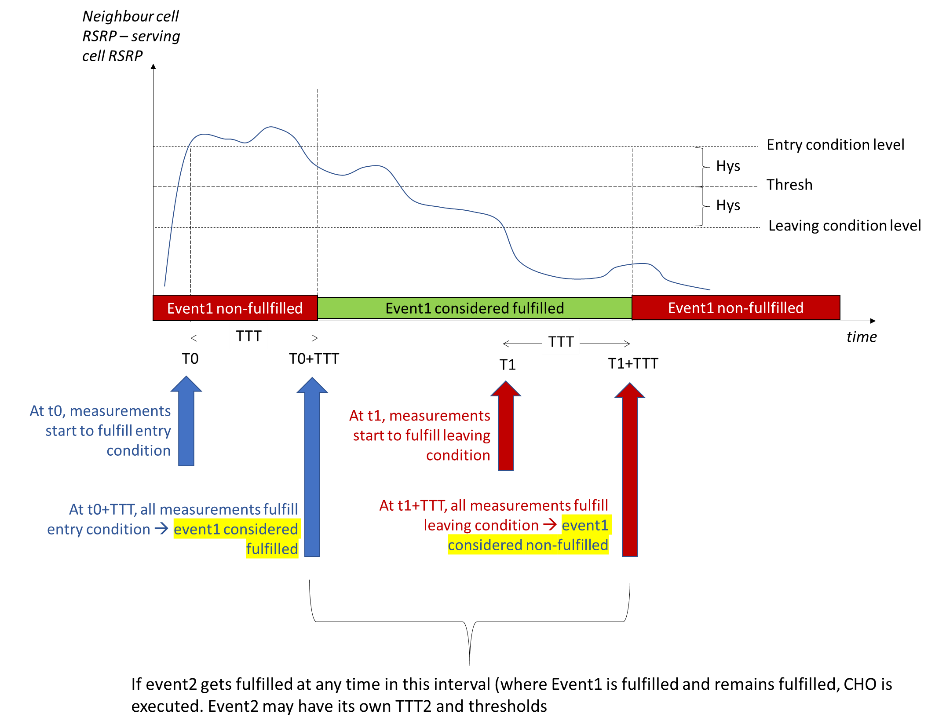 Neighbour cell
RSRP – serving
cell RSRP
Entry condition level
Hys
Thresh
Hys
Leaving condition level
Event1 non-fullfilled
Event1 considered fulfilled
Event1 non-fullfilled
time
TTT
TTT
T0
T0+TTT
T1
T1+TTT
At t0, measurements
start to fulfill entry
condition
At t1, measurements
start to fulfill leaving
condition
At t0+TTT, all measurements fulfill
entry condition → event1 considered
fulfilled
At t1+TTT, all measurements fulfill
leaving condition → event1
considered non-fulfilled
If event2 gets fulfilled at any time in this interval (where Event1 is fulfilled and remains fulfilled, CHO is
executed. Event2 may have its own TTT2 and thresholds